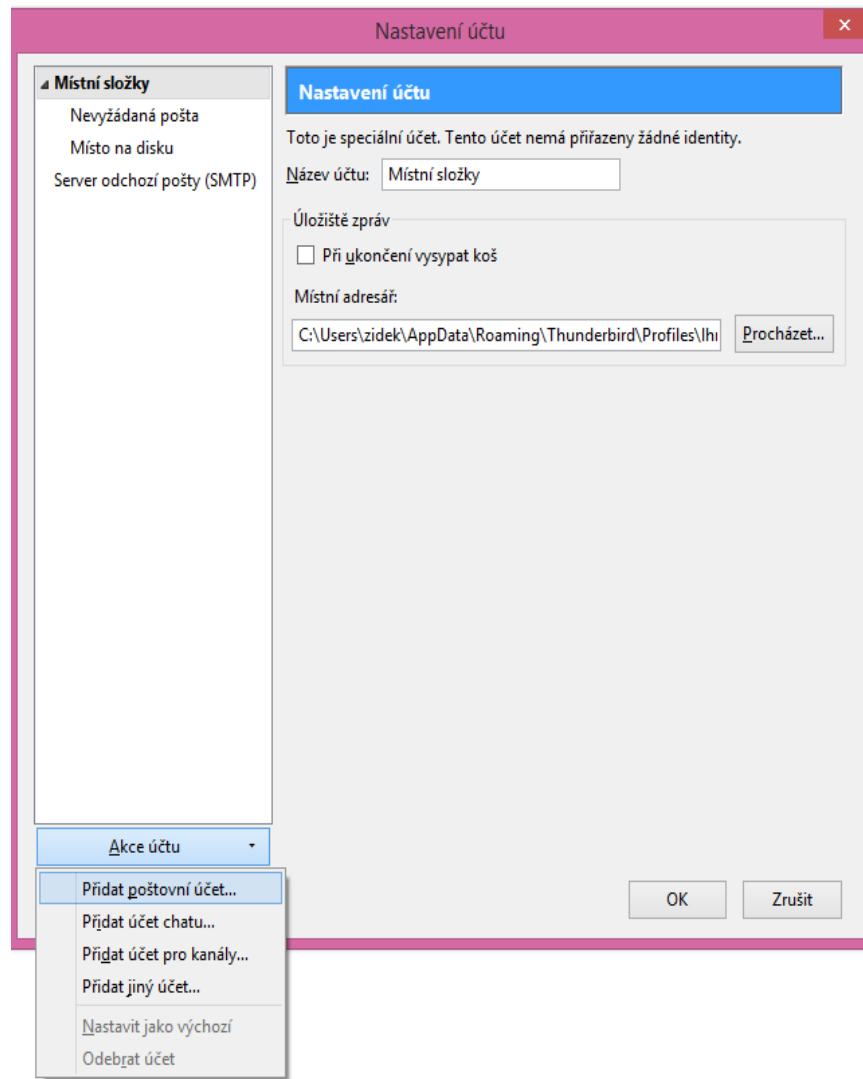 Nastavení účtu
Místní složky
Nevyžádaná pošta
Místo na disku
Server odchozí pošty (SMTP)
Nastavení účtu
Toto je speciální účet. Tento účet nemá přiřazeny žádné identity.
Název účtu: Místní složky
Úložiště zpráv
Při ukončení vysypat koš
Místní adresář:
C:\Users\zidek\AppData\Roaming\Thunderbird\Profiles\ Procházet...
Akce účtu
Přidat poštovní účet...
Přidat účet chatu...
Přidat účet pro kanály...
Přidat jiný účet...
Nastavit jako výchozí
Odebrat účet
OK Zrušit